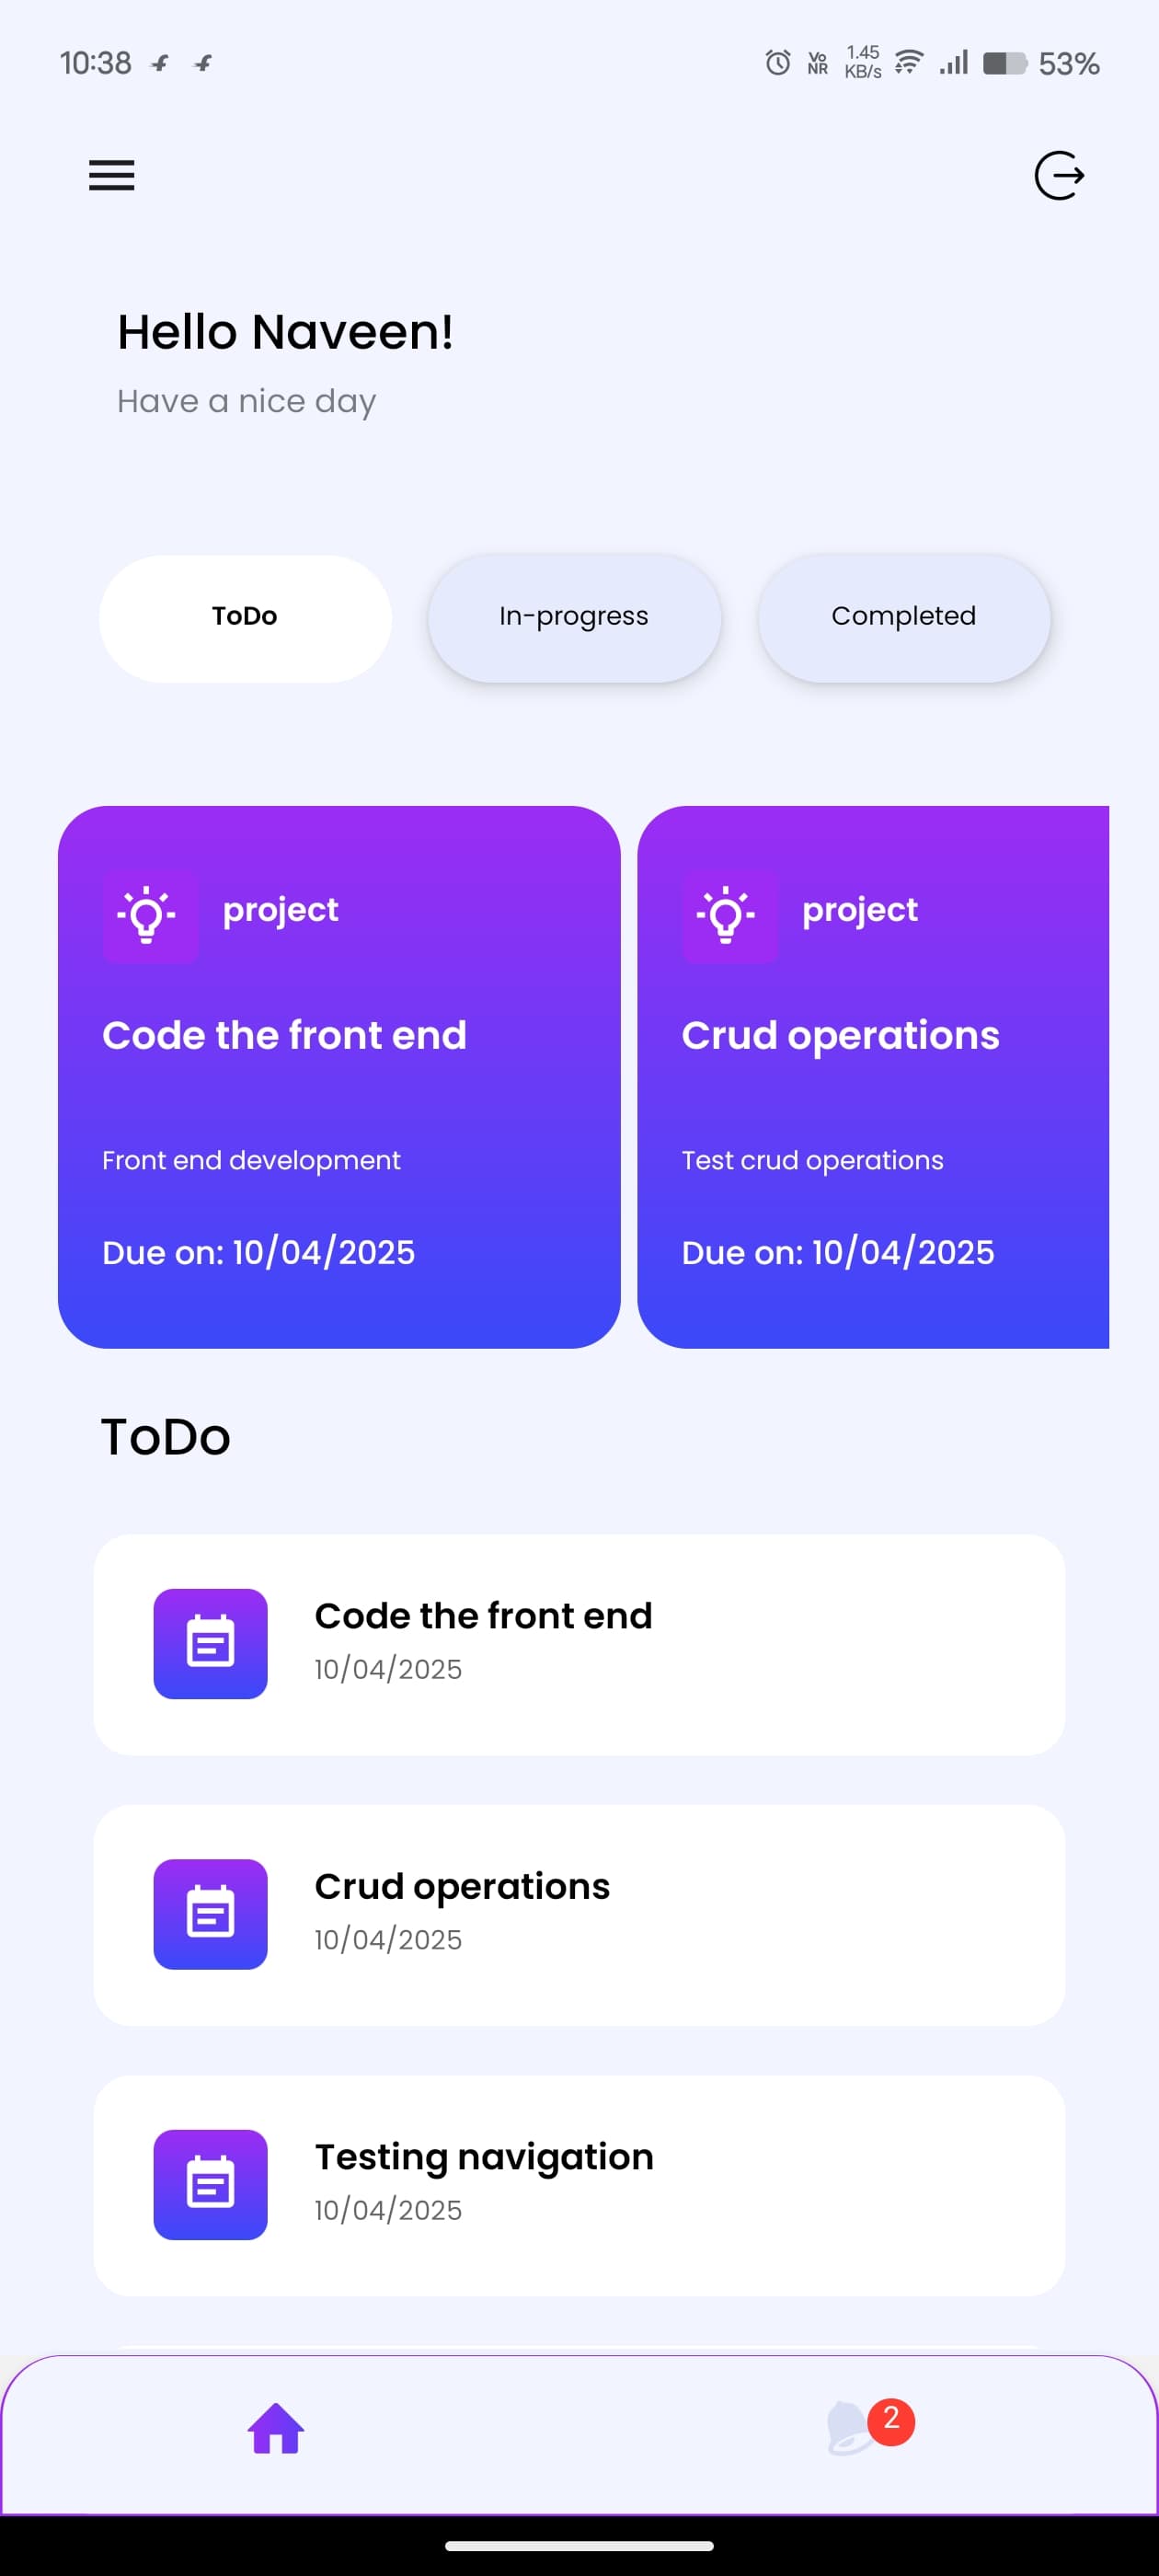 10:38 Vo NR 1.45 KB/s 53%
Hello Naveen!
Have a nice day
ToDo In-progress Completed
project
Code the front end
Front end development
Due on: 10/04/2025
project
Crud operations
Test crud operations
Due on: 10/04/2025
ToDo
Code the front end
10/04/2025
Crud operations
10/04/2025
Testing navigation
10/04/2025
2